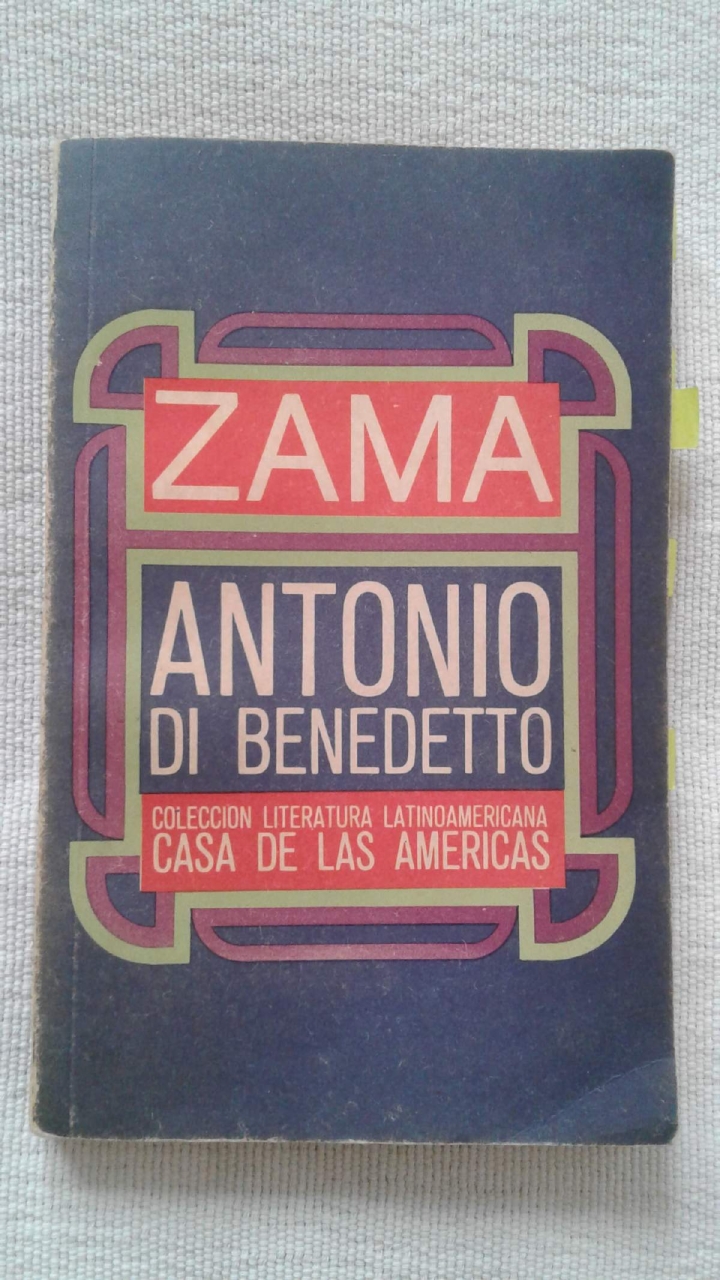 ZAMA
ANTONIO
DI BENEDETTO
COLECCION LITERATURA LATINOAMERICANA
CASA DE LAS AMERICAS